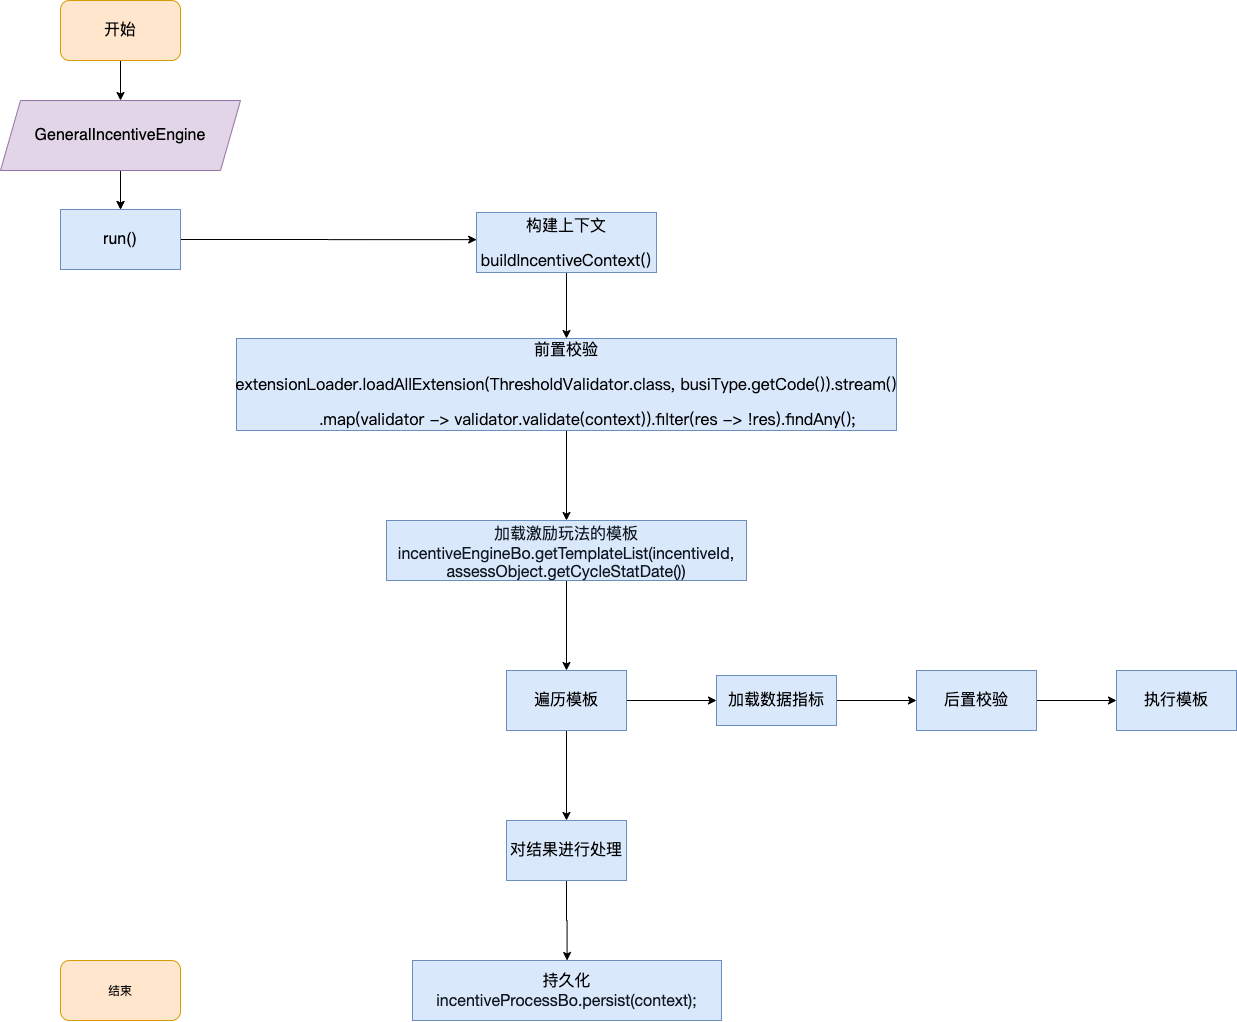 开始
GeneralIncentiveEngine
run()
构建上下文
buildIncentiveContext()
前置校验
extensionLoader.loadAllExtension(ThresholdValidator.class, busiType.getCode()).stream()
.map(validator -> validator.validate(context)).filter(res -> !res).findAny();
加载激励玩法的模板
incentiveEngineBo.getTemplateList(incentiveId,
assessObject.getCycleStatDate())
遍历模板
加载数据指标
后置校验
执行模板
对结果进行处理
持久化
incentiveProcessBo.persist(context);
结束